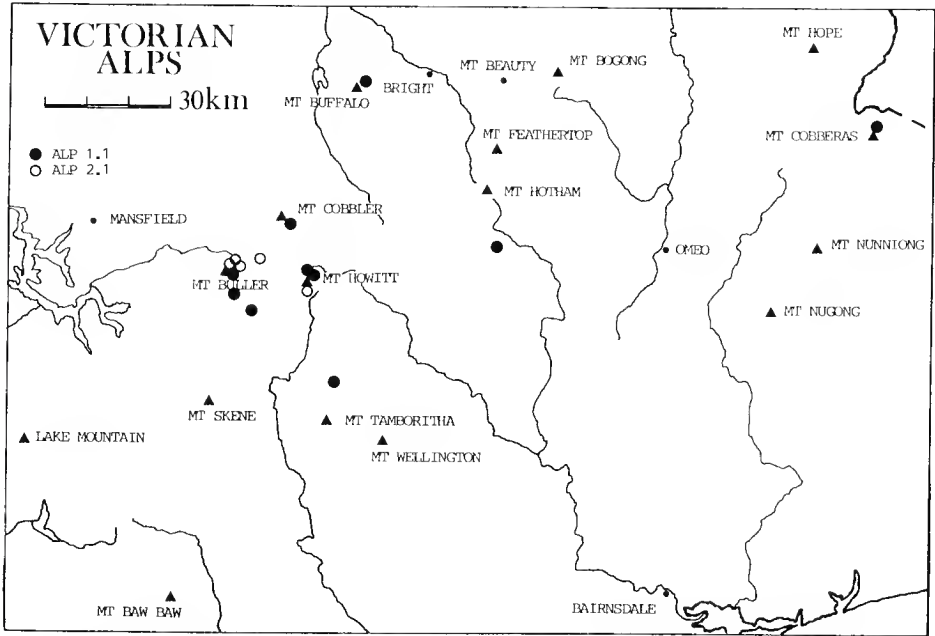 VICTORIAN
ALPS
30km
ALP 1.1
ALP 2.1
MT HOPE
MT BEAUTY
MT BOGONG
BRIGHT
MT BUFFALO
MT FEATHERTOP
MT COBBERAS
MT HOTHAM
MT COBBLER
MANSFIELD
OMEO
MT NUNNIONG
MT BULLER
MT HOWITT
MT NUGONG
MT SKENE
MT TAMBORITHA
LAKE MOUNTAIN
MT WELLINGTON
MT BAW BAW
BAIRNSDALE